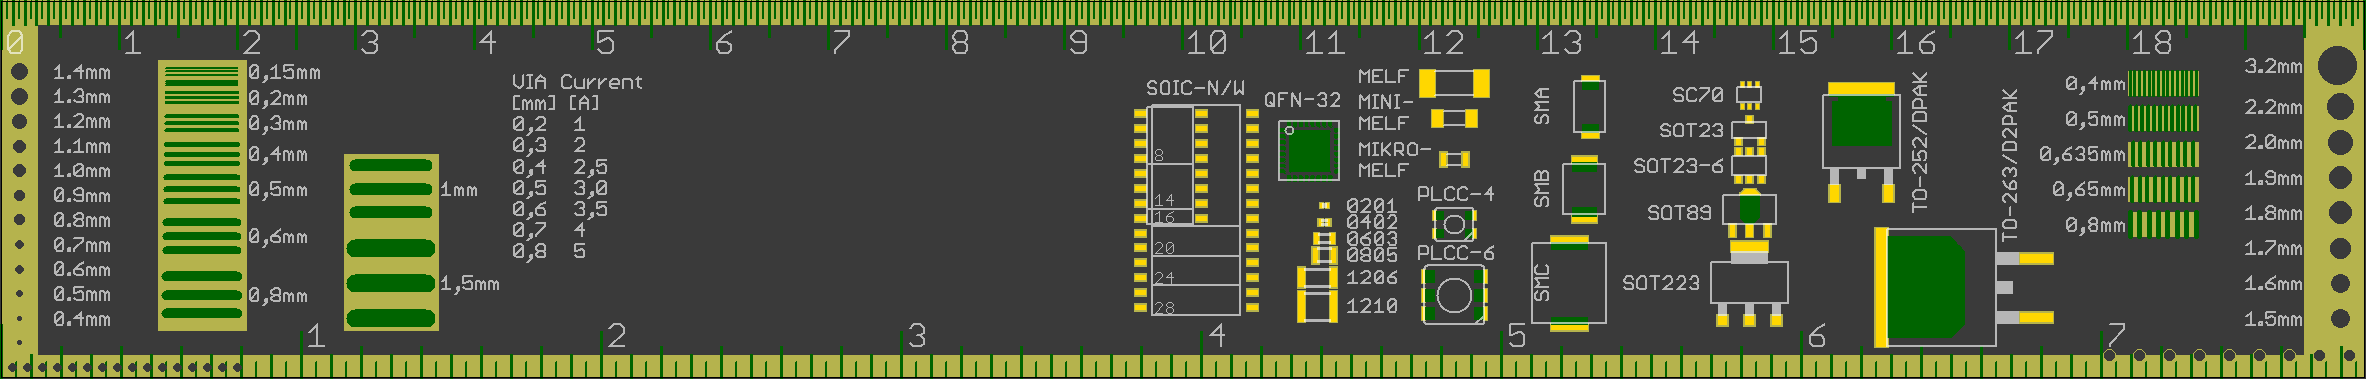 0 1 2 3 4 5 6 7 8 9 10 11 12 13 14 15 16 17 18
1.4mm
1.3mm
1.2mm
1.1mm
1.0mm
0.9mm
0.8mm
0.7mm
0.6mm
0.5mm
0.4mm
0,15mm
0,2mm
0,3mm
0,4mm
0,5mm
0,6mm
0,8mm
1mm
1,5mm
VIA Current
[mm] [A]
0,2 1
0,3 2
0,4 2,5
0,5 3,0
0,6 3,5
0,7 4
0,8 5
SOIC-N/W
8
14
16
20
24
28
QFN-32
MELF
MINI-
MELF
MIKRO-
MELF
0201
0402
0603
0805
1206
1210
PLCC-4
PLCC-6
SMA
SMB
SMC
SC70
SOT23
SOT23-6
SOT89
SOT223
TO-252/DPAK
TO-263/D2PAK
0,4mm
0,5mm
0,635mm
0,65mm
0,8mm
3.2mm
2.2mm
2.0mm
1.9mm
1.8mm
1.7mm
1.6mm
1.5mm
1 2 3 4 5 6 7